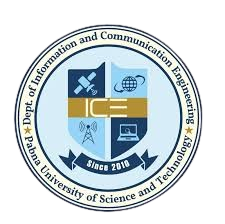 Dept. of Information and Communication Engineering
ICE
Since 2010
Pabna University of Science and Technology